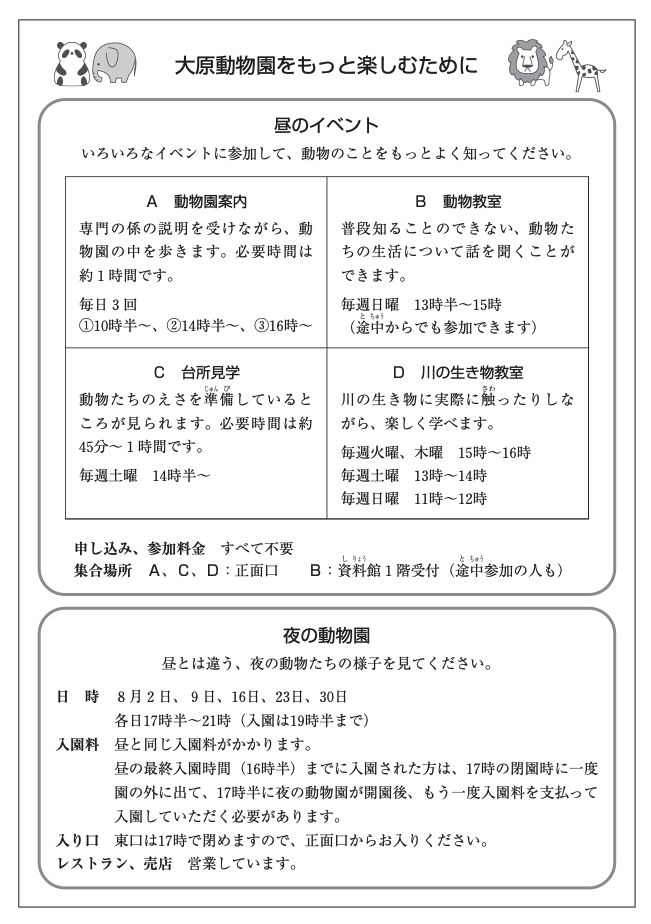 大原動物園をもっと楽しむために
昼のイベント
いろいろなイベントに参加して、動物のことをもっとよく知ってください。
A　動物園案内
専門の係の説明を受けながら、動
物園の中を歩きます。必要時間は
約１時間です。
毎日３回
①10時半～、②14時半～、③16時～
B　動物教室
普段知ることのできない、動物た
ちの生活について話を聞くことが
できます。
毎週日曜　13時半～15時
と ちゅう
（途中からでも参加できます）
C　台所見学
じゅん び
動物たちのえさを準備していると
ころが見られます。必要時間は約
45分～１時間です。
毎週土曜　14時半～
D　川の生き物教室
さわ
川の生き物に実際に触ったりしな
がら、楽しく学べます。
毎週火曜、木曜　15時～16時
毎週土曜　13時～14時
毎週日曜　11時～12時
申し込み、参加料金　すべて不要
し りょう　と ちゅう
集合場所　A、C、D：正面口　　B：資料館１階受付（途中参加の人も）
夜の動物園
昼とは違う、夜の動物たちの様子を見てください。
日　時　８月２日、９日、16日、23日、30日
各日17時半～21時（入園は19時半まで）
入園料　昼と同じ入園料がかかります。
昼の最終入園時間（16時半）までに入園された方は、17時の閉園時に一度
園の外に出て、17時半に夜の動物園が開園後、もう一度入園料を支払って
入園していただく必要があります。
入り口　東口は17時で閉めますので、正面口からお入りください。
レストラン、売店　営業しています。